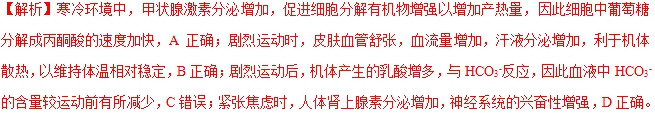 【解析】寒冷环境中，甲状腺激素分泌增加，促进细胞分解有机物增强以增加产热量，因此细胞中葡萄糖
分解成丙酮酸的速度加快，A 正确；剧烈运动时，皮肤血管舒张，血流量增加，汗液分泌增加，利于机体
散热，以维持体温相对稳定，B正确；剧烈运动后，机体产生的乳酸增多，与HCO₃⁻反应，因此血液中 HCO₃⁻
的含量较运动前有所减少，C错误；紧张焦虑时，人体肾上腺素分泌增加，神经系统的兴奋性增强，D正确。